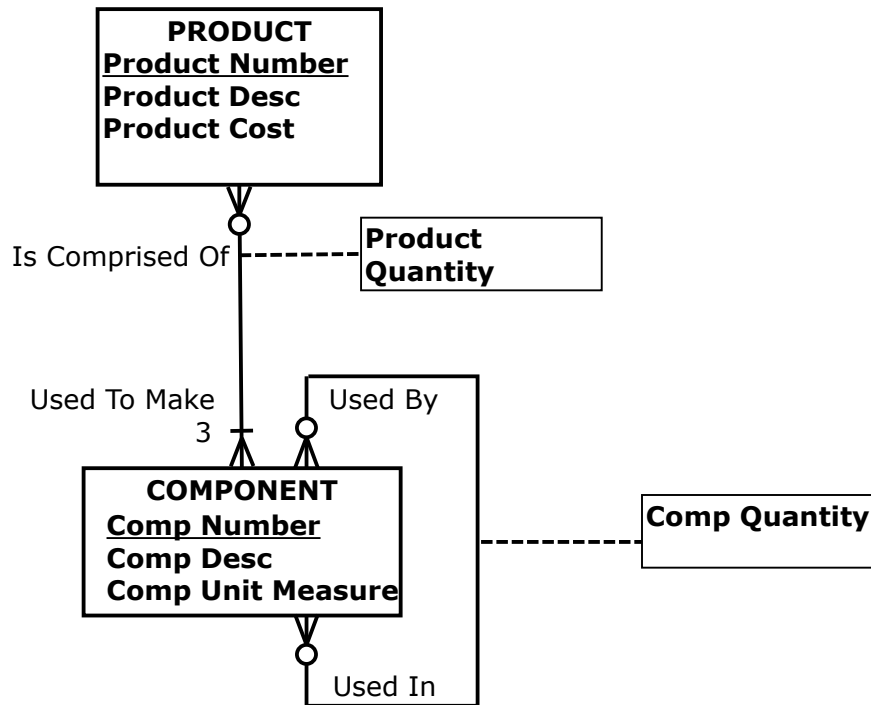 PRODUCT
Product Number
Product Desc
Product Cost
Is Comprised Of
Product
Quantity
Used To Make
3
Used By
COMPONENT
Comp Number
Comp Desc
Comp Unit Measure
Comp Quantity
Used In